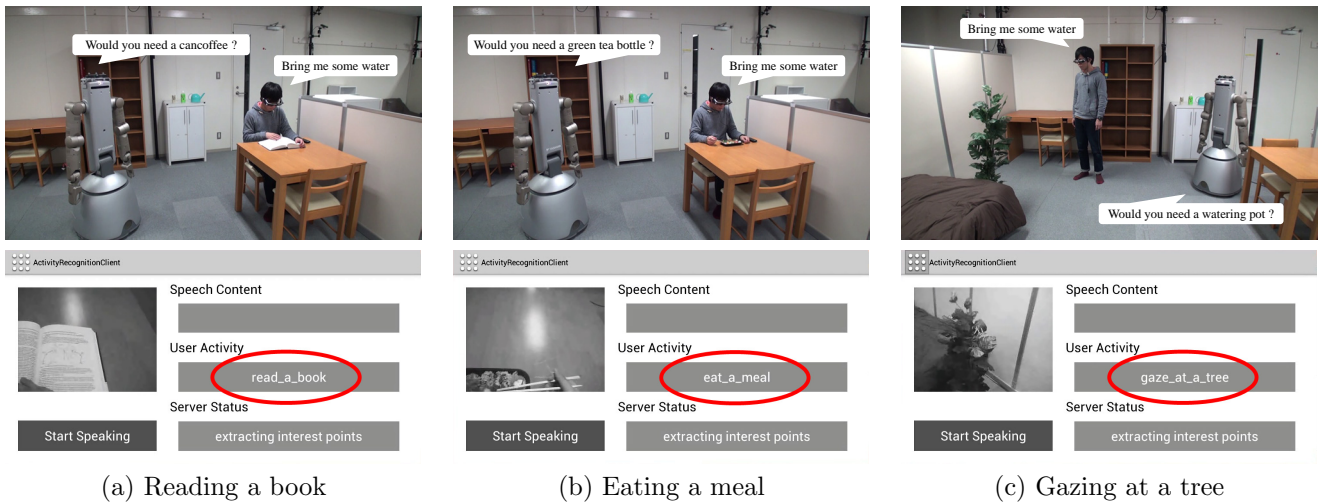 Would you need a cancoffee ?
Bring me some water
ActivityRecognitionClient
Speech Content
User Activity
read_a_book
Server Status
Start Speaking
extracting interest points
(a) Reading a book
Would you need a green tea bottle ?
Bring me some water
ActivityRecognitionClient
Speech Content
User Activity
eat_a_meal
Server Status
Start Speaking
extracting interest points
(b) Eating a meal
Bring me some water
Would you need a watering pot ?
ActivityRecognitionClient
Speech Content
User Activity
gaze_at_a_tree
Server Status
Start Speaking
extracting interest points
(c) Gazing at a tree